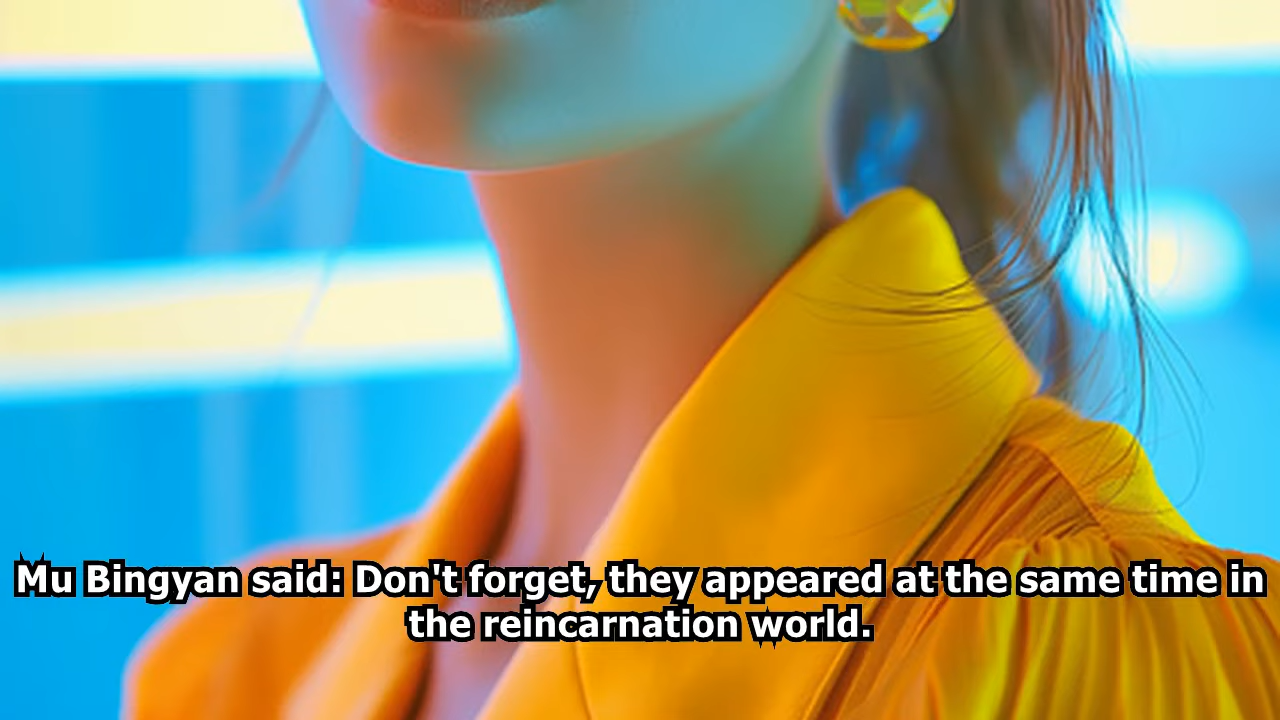 Mu Bingyan said: Don't forget, they appeared at the same time in
the reincarnation world.